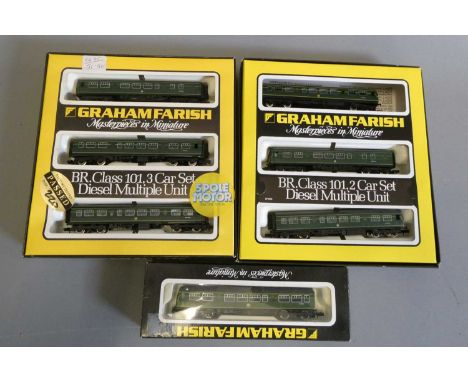 GRAHAM FARISH
Masterpieces in Miniature
BR. Class 101, 3 Car Set
Diesel Multiple Unit
5 POLE
MOTOR
PASSED
GRAHAM FARISH
Masterpieces in Miniature
BR. Class 101, 2 Car Set
Diesel Multiple Unit
Masterpieces in Miniature
GRAHAM FARISH